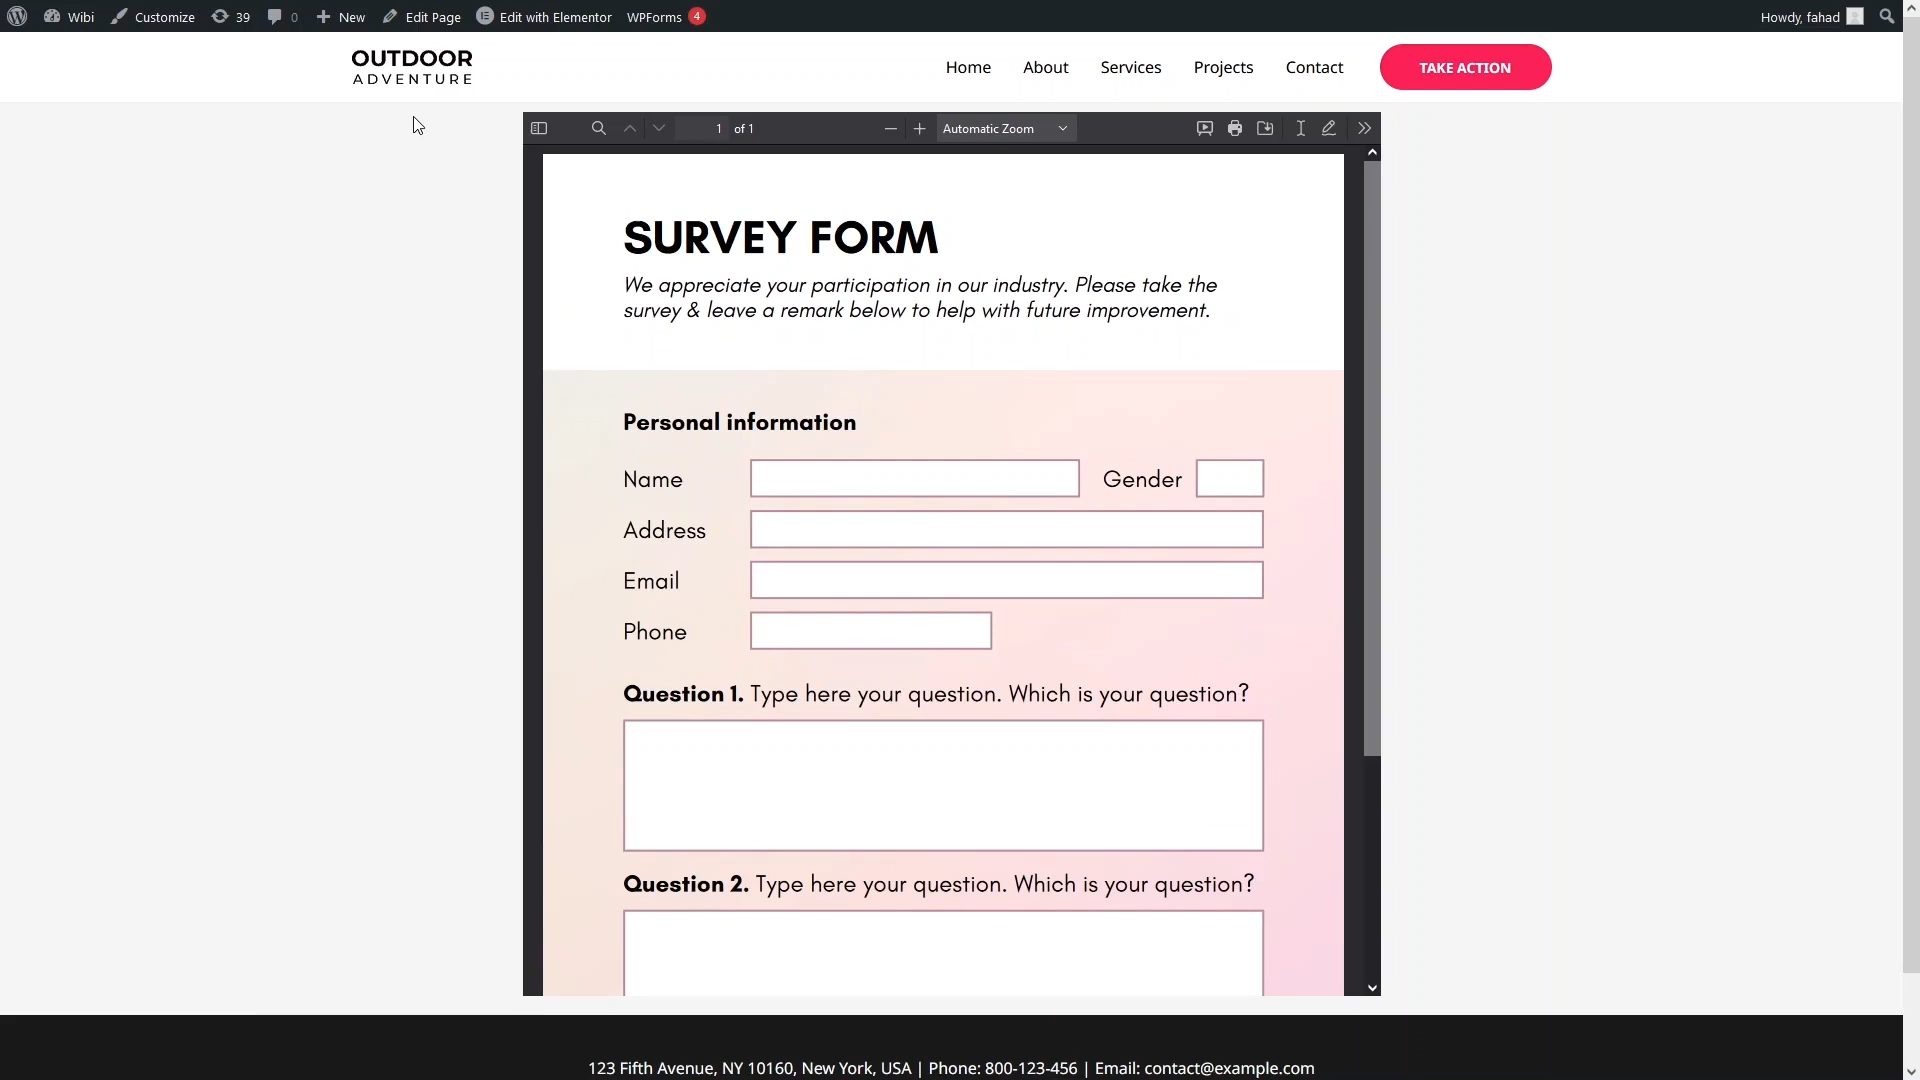 Wibi Customize 39 0 New Edit Page Edit with Elementor WPForms 4 Howdy, fahad
OUTDOOR
ADVENTURE
Home About Services Projects Contact TAKE ACTION
1 of 1 Automatic Zoom
SURVEY FORM
We appreciate your participation in our industry. Please take the
survey & leave a remark below to help with future improvement.
Personal information
Name Gender
Address
Email
Phone
Question 1. Type here your question. Which is your question?
Question 2. Type here your question. Which is your question?
123 Fifth Avenue, NY 10160, New York, USA | Phone: 800-123-456 | Email: contact@example.com